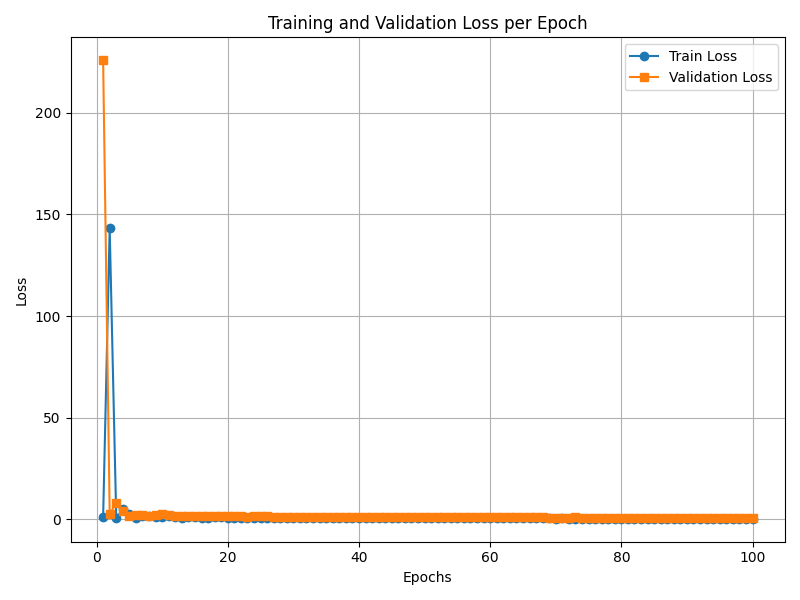 Training and Validation Loss per Epoch
Train Loss
Validation Loss
200
150
100
50
0
Loss
0 20 40 60 80 100
Epochs